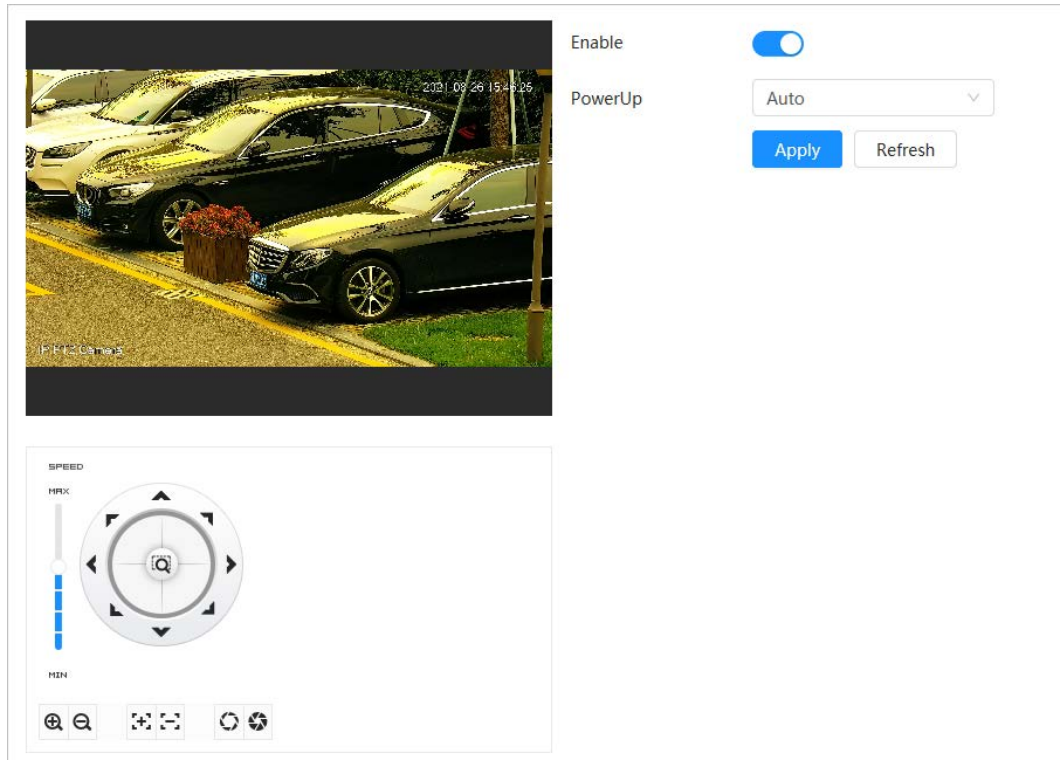 Enable
2021-08-26 15:46:25
PowerUp
Auto
Apply
Refresh
IP PTZ Camera
SPEED
MAX
MIN